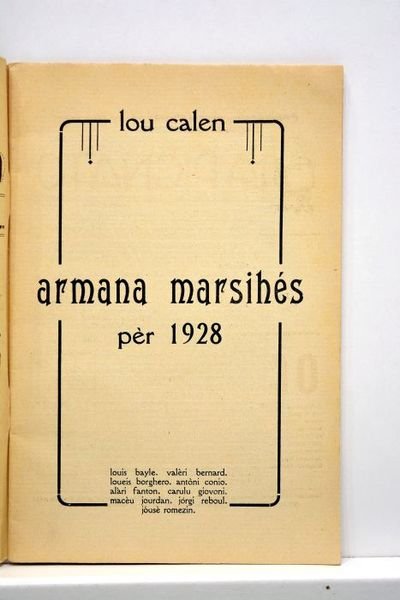 lou calen
armana marsihés
pèr 1928
louis bayle. valèri bernard.
loueis borghero. antòni conio.
alàri fanton. carulu giovoni.
macèu jourdan. jòrgi reboul.
jóusè romezin.